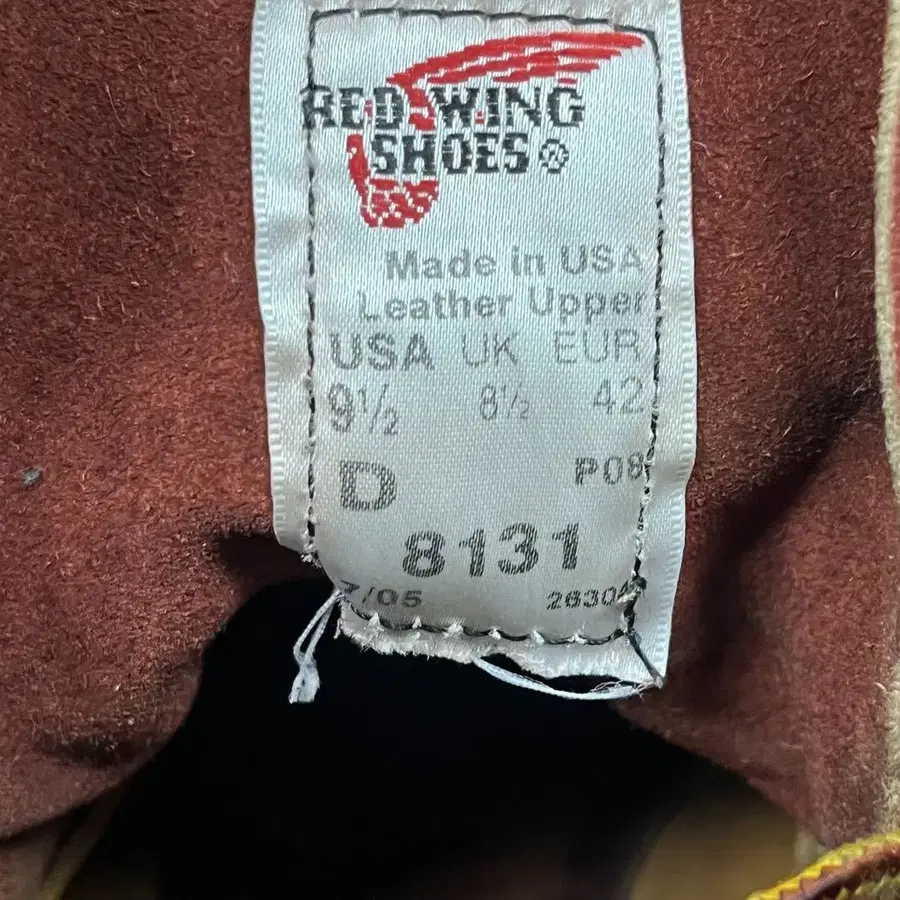 RED WING
SHOES ®
Made in USA
Leather Upper
USA UK EUR
9½ 8½ 42
D P08
8131
7/05